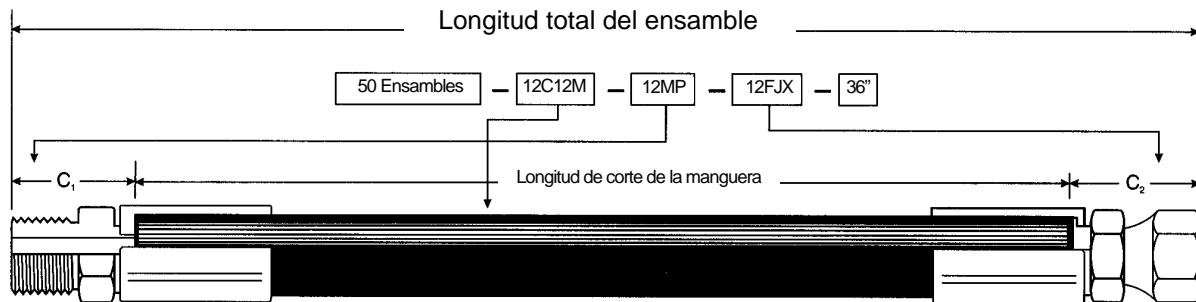 Longitud total del ensamble
50 Ensambles – 12C12M – 12MP – 12FJX – 36”
C₁ Longitud de corte de la manguera C₂